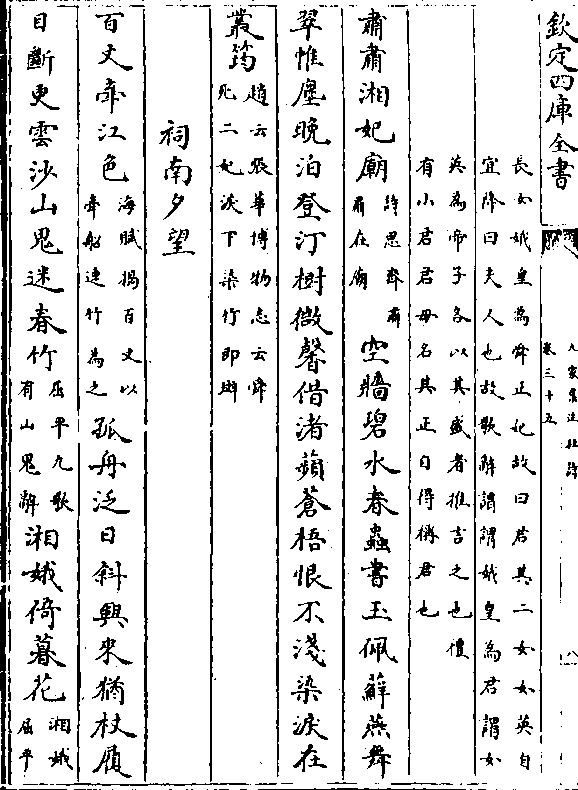 欽定四庫全書
九家集注杜詩
卷三十五
八
長女娥皇為舜正妃故曰君其二女女英自
宜降曰夫人也故歌辭謂謂娥皇為君謂女
英為帝子各以其盛者推言之也禮
有小君君母名其正自得稱君也
肅肅湘妃廟詩思齊肅肅在廟空牆碧水春蟲書玉佩蘚燕舞
翠帷塵晚泊登汀樹微馨借渚蘋蒼梧恨不淺染淚在
叢筠趙云張華博物志云舜死二妃淚下染竹即斑
祠南夕望
百丈牽江色海賦揭百丈以牽船連竹為之孤舟泛日斜興來猶杖屨
目斷更雲沙山鬼迷春竹屈平九歌有山鬼辭湘娥倚暮花湘娥屈平